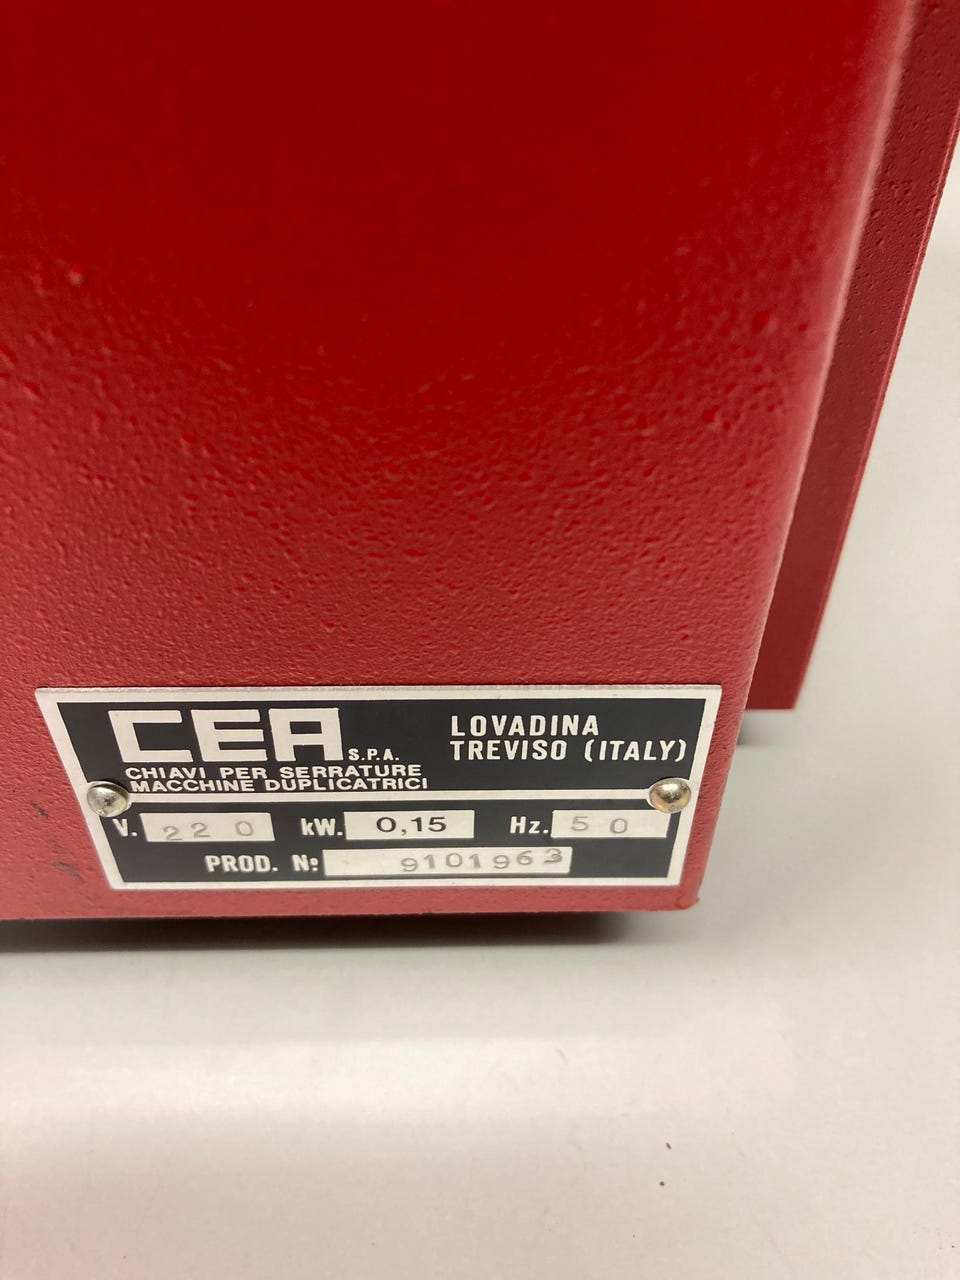 CEA S.P.A.
LOVADINA
TREVISO (ITALY)
CHIAVI PER SERRATURE
MACCHINE DUPLICATRICI
V. 220 kW. 0,15 Hz. 50
PROD. Nº: 9101963